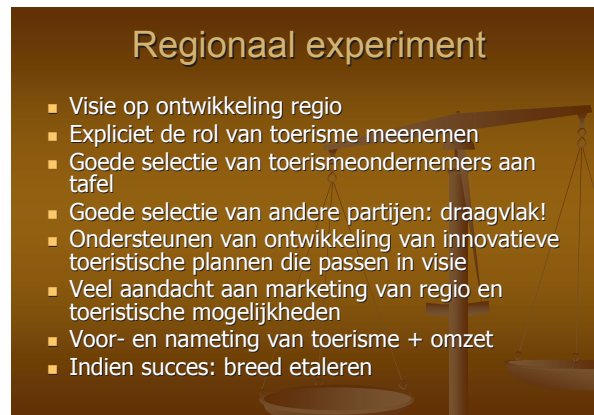 Regionaal experiment
Visie op ontwikkeling regio
Expliciet de rol van toerisme meenemen
Goede selectie van toerismeondernemers aan
tafel
Goede selectie van andere partijen: draagvlak!
Ondersteunen van ontwikkeling van innovatieve
toeristische plannen die passen in visie
Veel aandacht aan marketing van regio en
toeristische mogelijkheden
Voor- en nameting van toerisme + omzet
Indien succes: breed etaleren